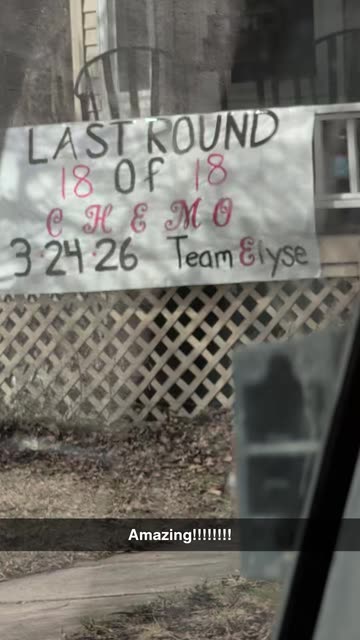 LAST ROUND
18 Of 18
CHEMO
3·24·26 Team Elyse
Amazing!!!!!!!!